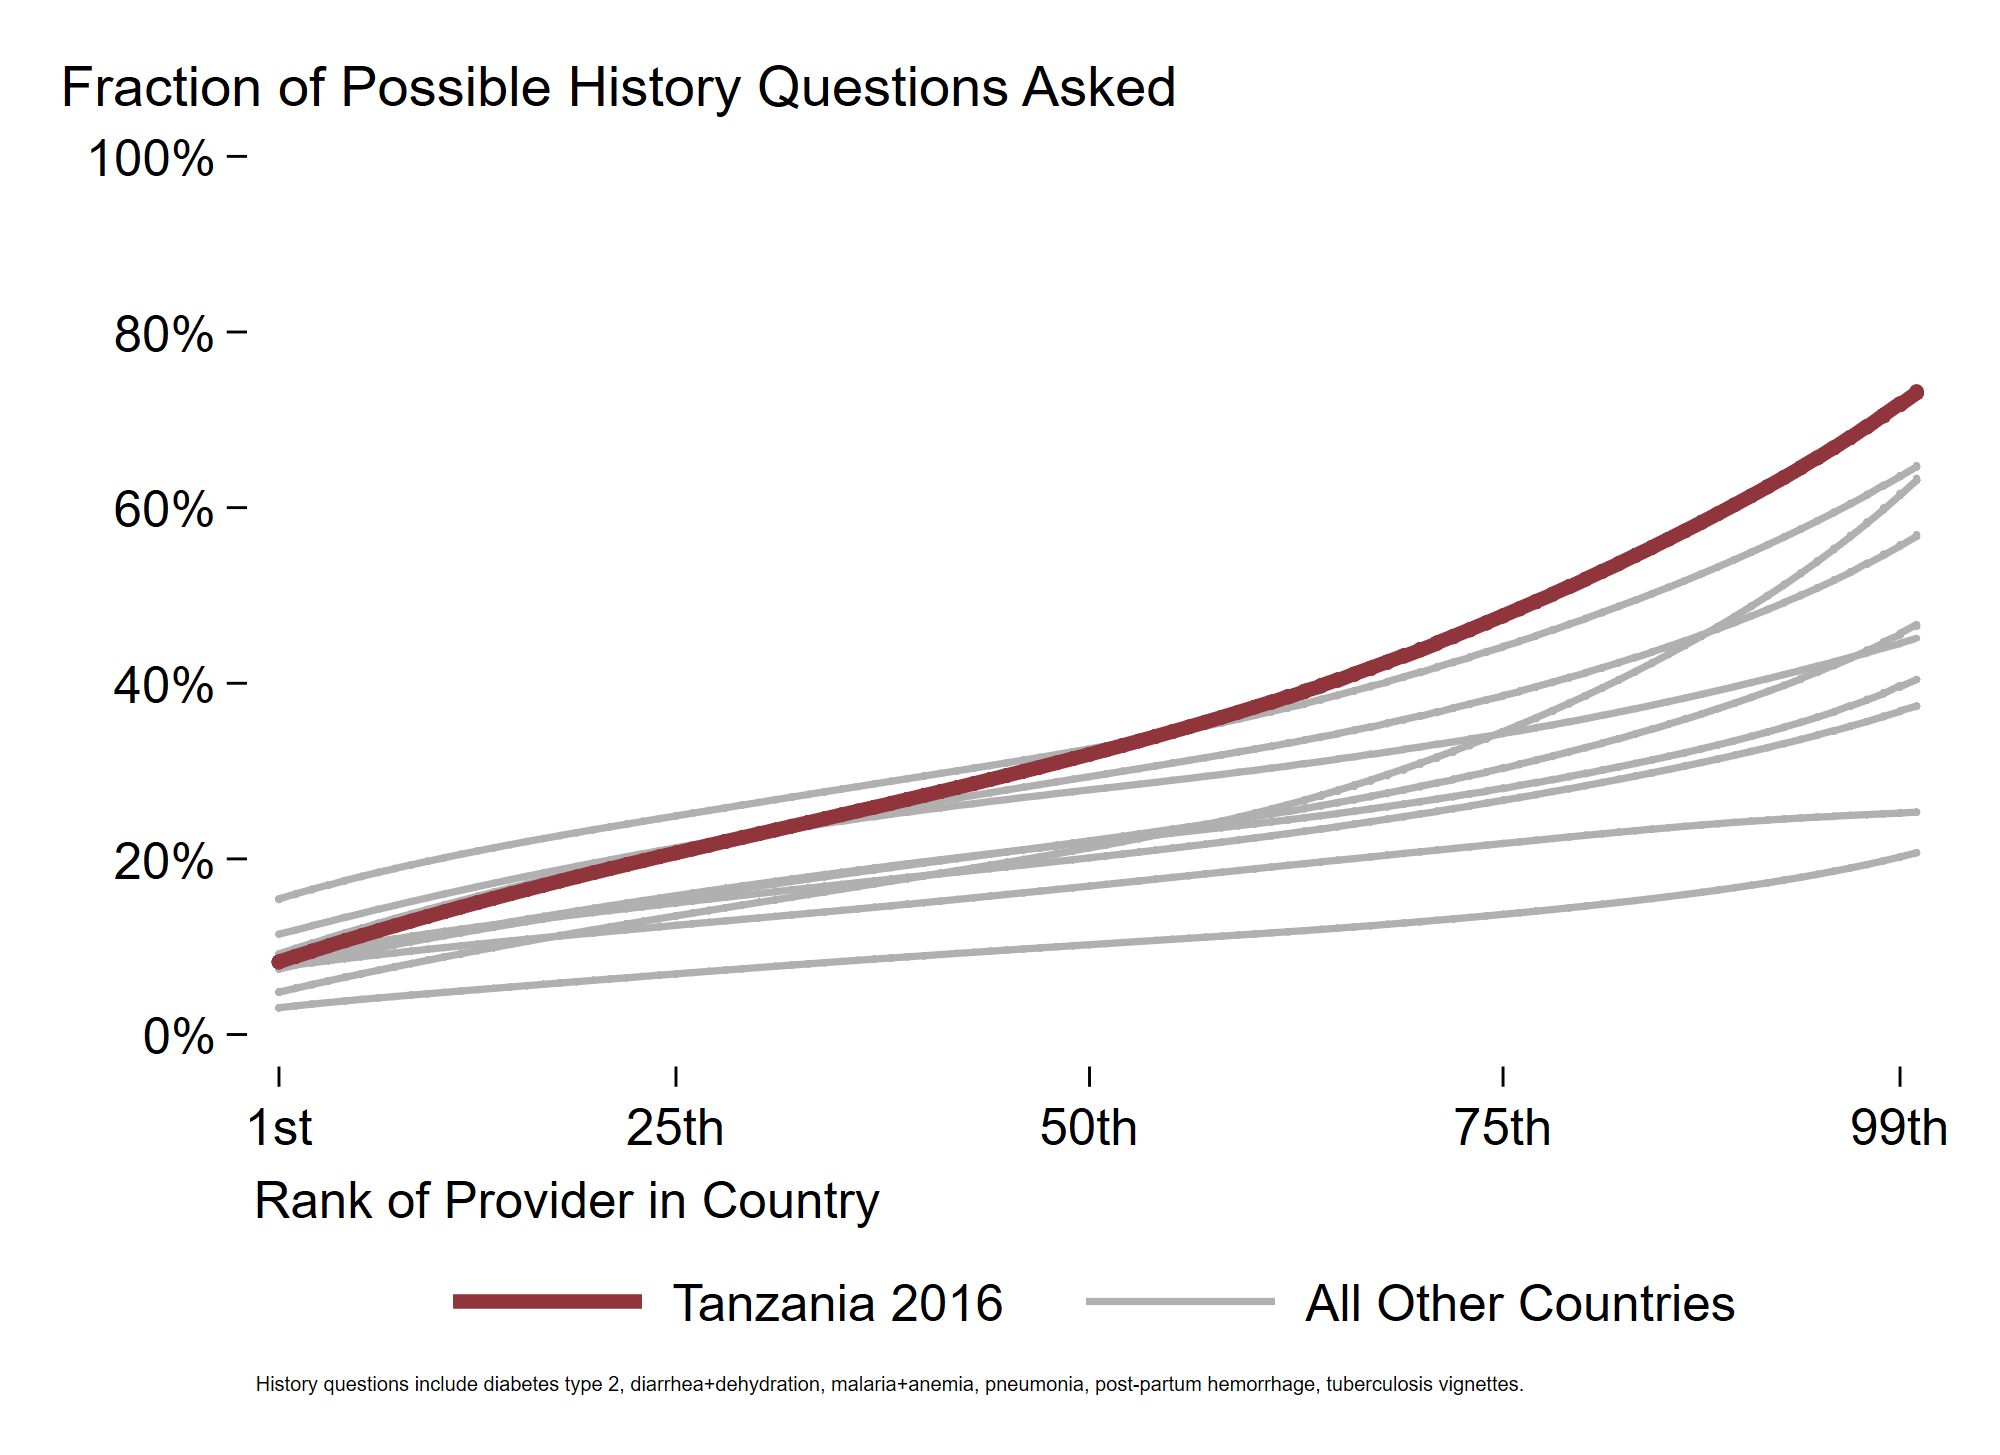 Fraction of Possible History Questions Asked
100%
80%
60%
40%
20%
0%
1st 25th 50th 75th 99th
Rank of Provider in Country
Tanzania 2016 All Other Countries
History questions include diabetes type 2, diarrhea+dehydration, malaria+anemia, pneumonia, post-partum hemorrhage, tuberculosis vignettes.